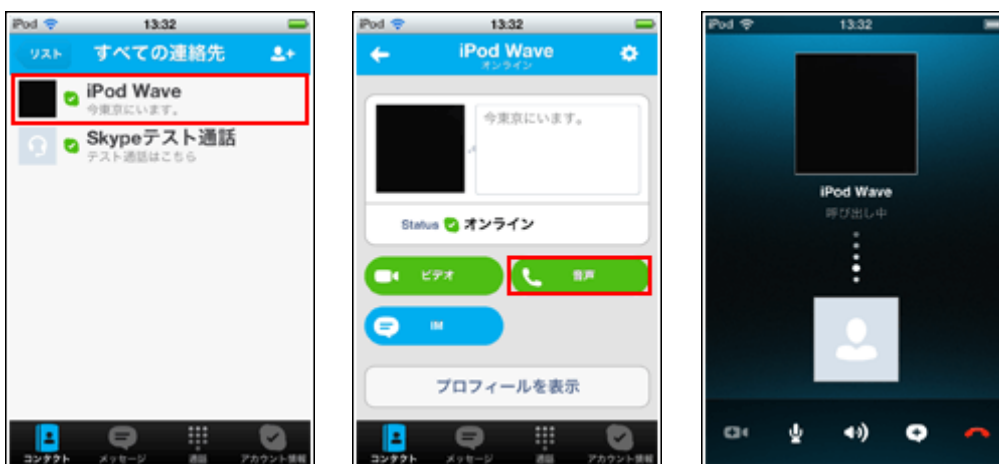 iPod 13:32
リスト すべての連絡先
iPod Wave
今東京にいます。
Skypeテスト通話
テスト通話はこちら
コンタクト メッセージ 通話 アカウント情報
iPod 13:32
iPod Wave
オンライン
今東京にいます。
Status オンライン
ビデオ 音声
IM
プロフィールを表示
コンタクト メッセージ 通話 アカウント情報
iPod 13:32
iPod Wave
呼び出し中